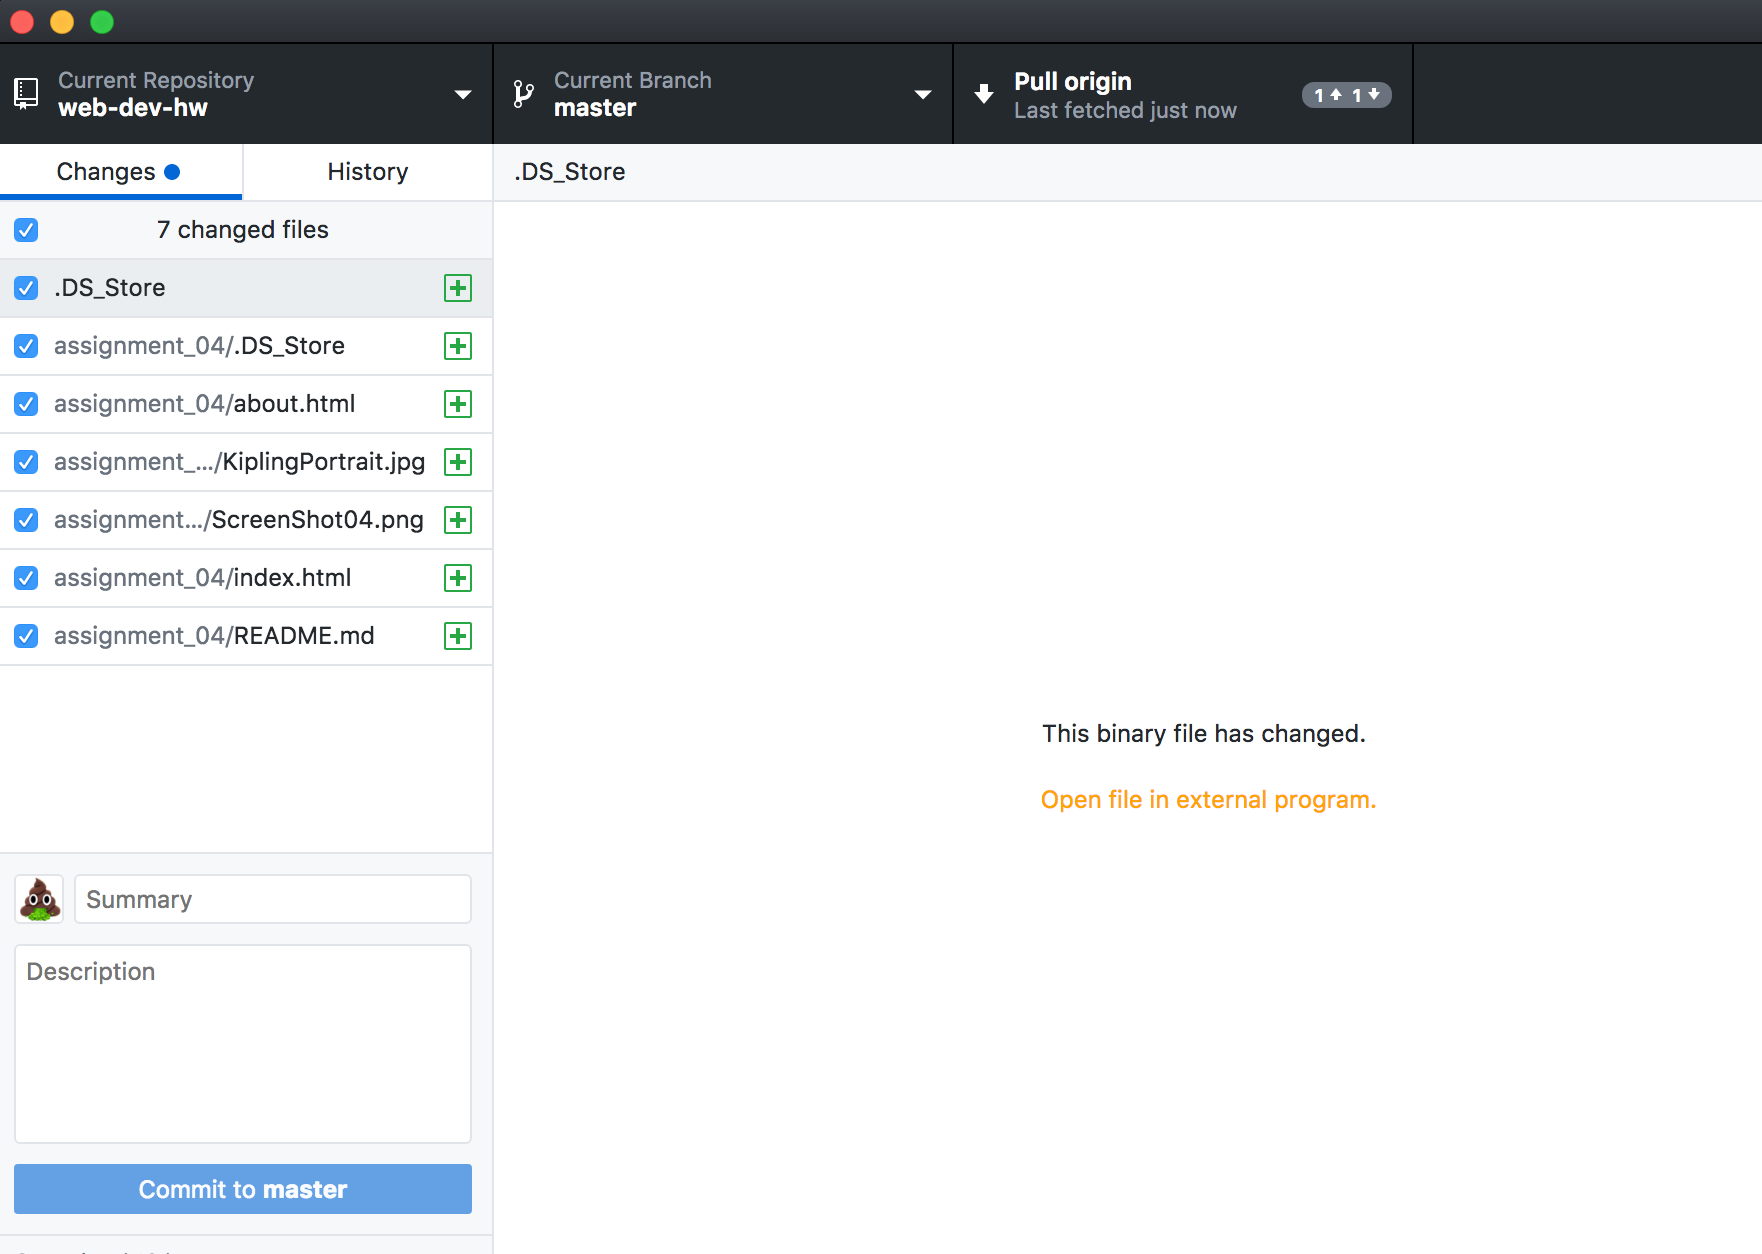 Current Repository
web-dev-hw
Current Branch
master
Pull origin
Last fetched just now
1 1
Changes
History
.DS_Store
7 changed files
.DS_Store
assignment_04/.DS_Store
assignment_04/about.html
assignment_.../KiplingPortrait.jpg
assignment.../ScreenShot04.png
assignment_04/index.html
assignment_04/README.md
This binary file has changed.
Open file in external program.
Summary
Description
Commit to master